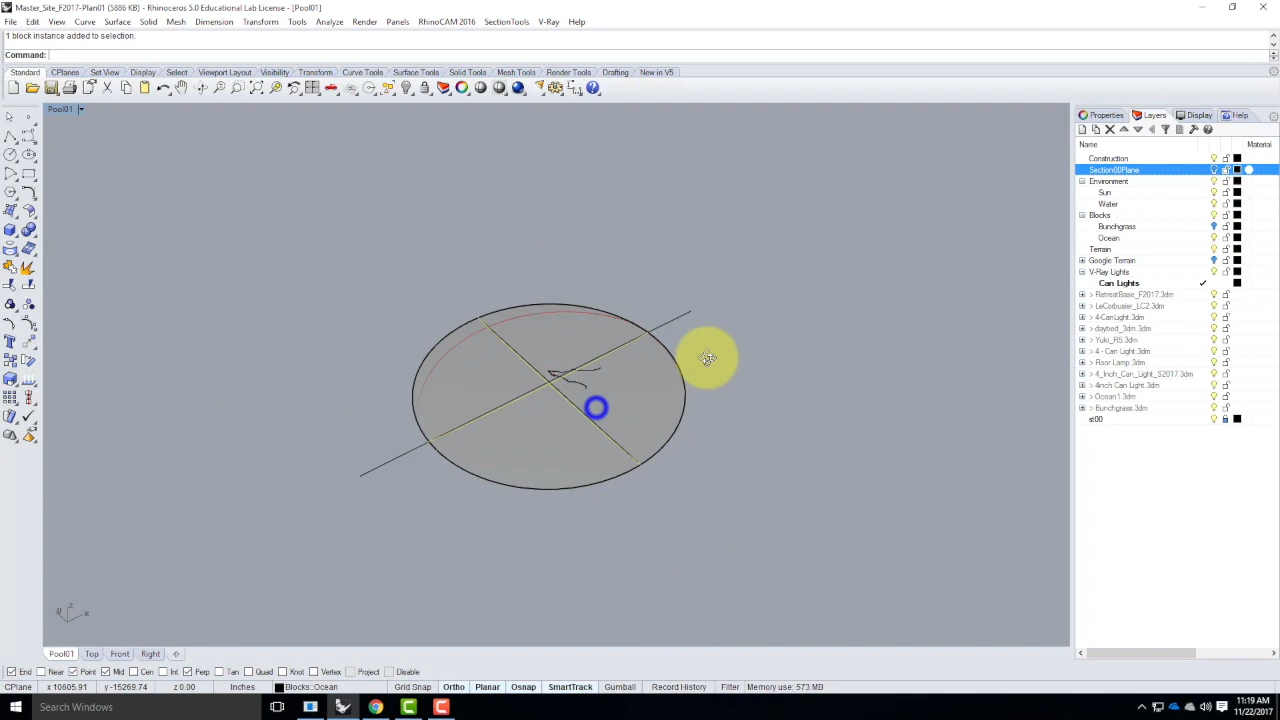 Master_Site_F2017-Plan01 (5886 KB) - Rhinoceros 5.0 Educational Lab License - [Pool01]
File Edit View Curve Surface Solid Mesh Dimension Transform Tools Analyze Render Panels RhinoCAM 2016 SectionTools V-Ray Help
1 block instance added to selection.
Command:
Standard CPlanes Set View Display Select Viewport Layout Visibility Transform Curve Tools Surface Tools Solid Tools Mesh Tools Render Tools Drafting New in V5
Pool01
Properties Layers Display Help
Name Material
Construction
Section00Plane
Environment
Sun
Water
Blocks
Bunchgrass
Ocean
Terrain
Google Terrain
V-Ray Lights
Can Lights
> RetreatBase_F2017.3dm
> LeCorbusier_LC2.3dm
> 4-CanLight.3dm
> daybed_3dm.3dm
> Yuki_R5.3dm
> 4 - Can Light.3dm
> Floor Lamp.3dm
> 4_Inch_Can_Light_S2017.3dm
> 4inch Can Light.3dm
> Ocean1.3dm
> Bunchgrass.3dm
st00
z
y x
Pool01 Top Front Right
End Near Point Mid Cen Int Perp Tan Quad Knot Vertex Project Disable
CPlane x 10605.91 y -15269.74 z 0.00 Inches Blocks::Ocean Grid Snap Ortho Planar Osnap SmartTrack Gumball Record History Filter Memory use: 573 MB
Search Windows
11:19 AM
11/22/2017